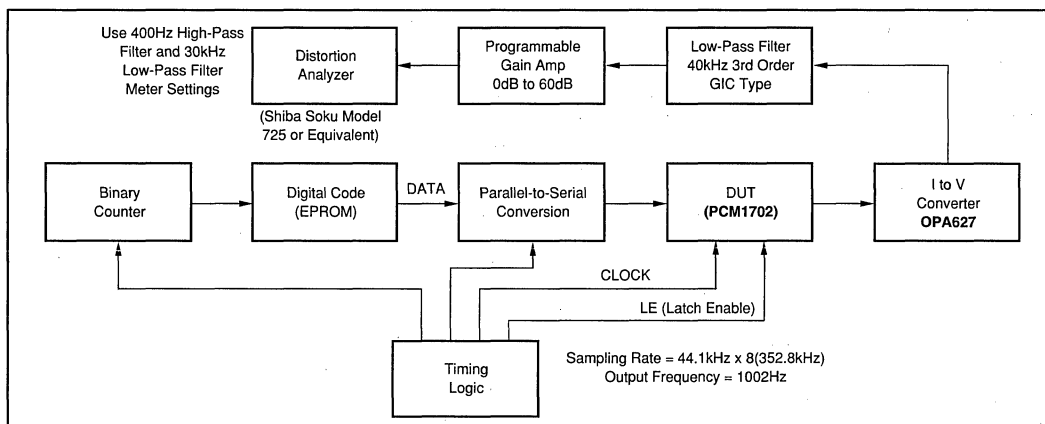 Use 400Hz High-Pass
Filter and 30kHz
Low-Pass Filter
Meter Settings
Distortion
Analyzer
(Shiba Soku Model
725 or Equivalent)
Programmable
Gain Amp
0dB to 60dB
Low-Pass Filter
40kHz 3rd Order
GIC Type
Binary
Counter
Digital Code
(EPROM)
DATA
Parallel-to-Serial
Conversion
DUT
(PCM1702)
I to V
Converter
OPA627
CLOCK
LE (Latch Enable)
Timing
Logic
Sampling Rate = 44.1kHz x 8(352.8kHz)
Output Frequency = 1002Hz